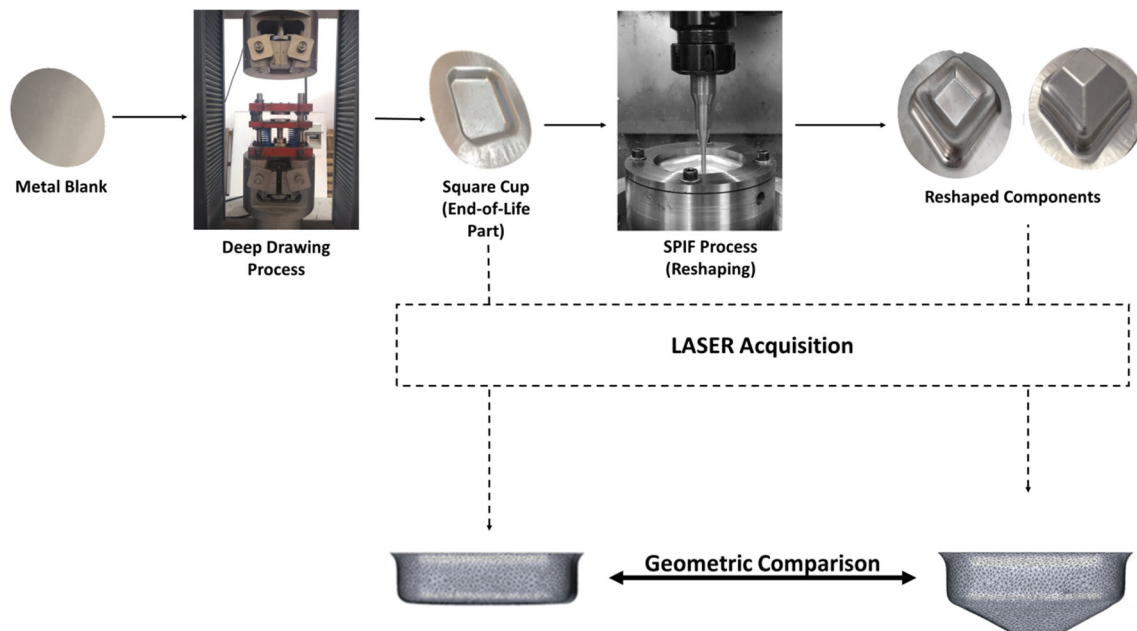 Metal Blank
Deep Drawing
Process
Square Cup
(End-of-Life
Part)
SPIF Process
(Reshaping)
Reshaped Components
LASER Acquisition
Geometric Comparison